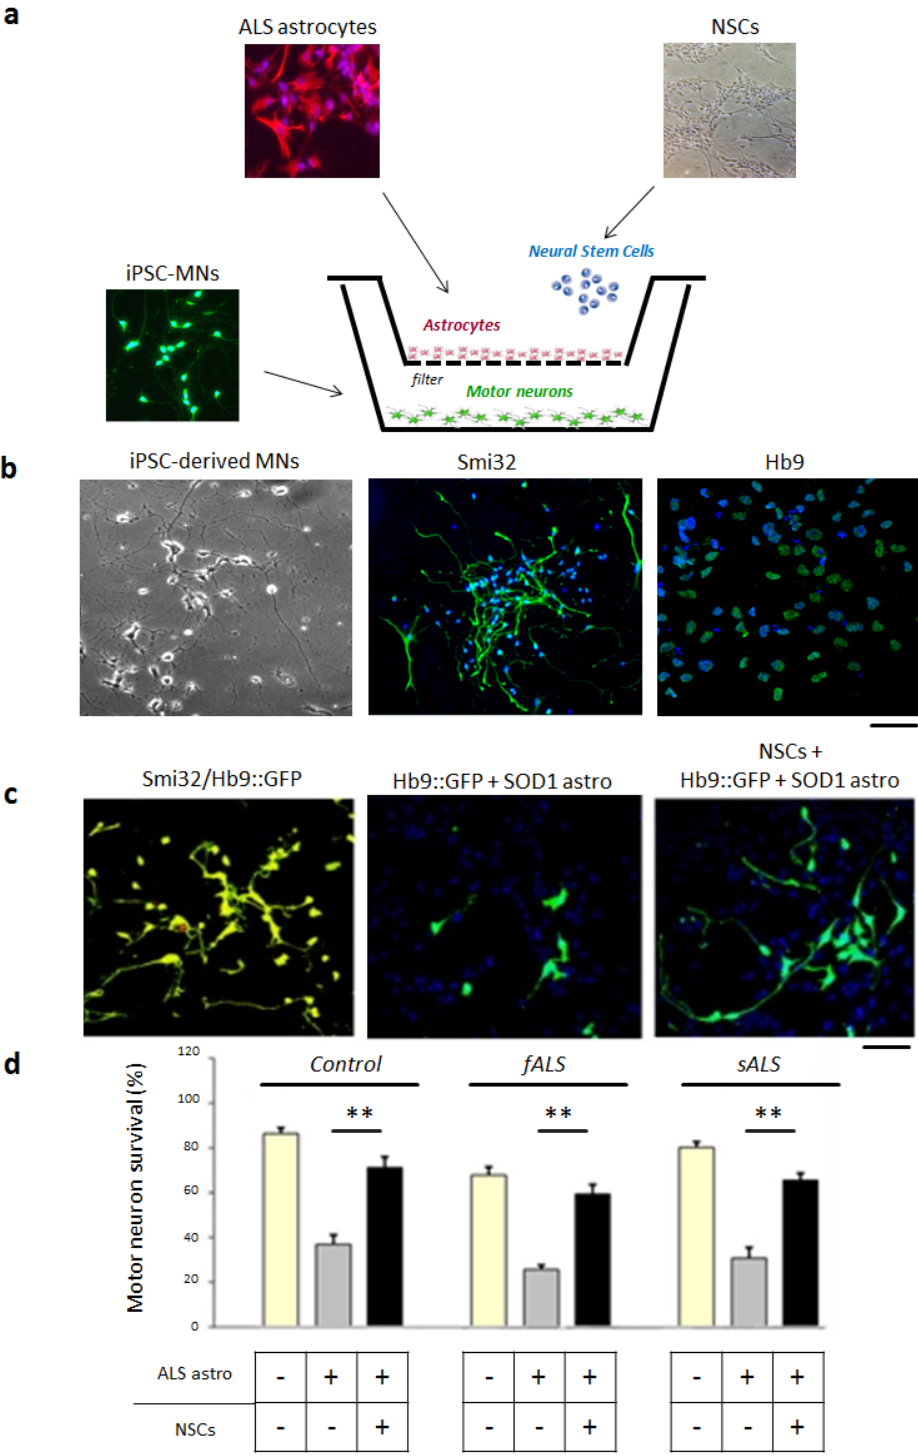 a
ALS astrocytes
NSCs
Neural Stem Cells
iPSC-MNs
Astrocytes
filter
Motor neurons
b
iPSC-derived MNs
Smi32
Hb9
c
Smi32/Hb9::GFP
Hb9::GFP + SOD1 astro
NSCs +
Hb9::GFP + SOD1 astro
d
Motor neuron survival (%)
120
100
80
60
40
20
0
Control
fALS
sALS
** ** **
ALS astro - + + - + + - + +
NSCs - - + - - + - - +